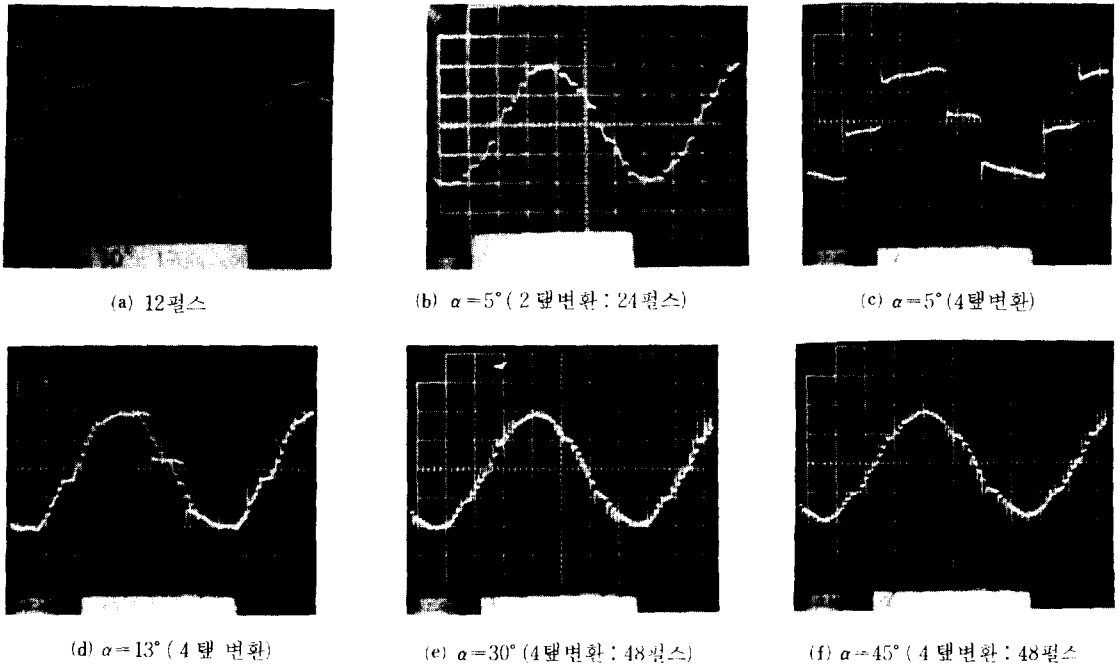 (a) 12펄스
(b) α=5° (2탭변환 : 24펄스)
(c) α=5° (4탭변환)
(d) α=13° (4탭 변환)
(e) α=30° (4탭변환 : 48펄스)
(f) α=45° (4탭변환 : 48펄스